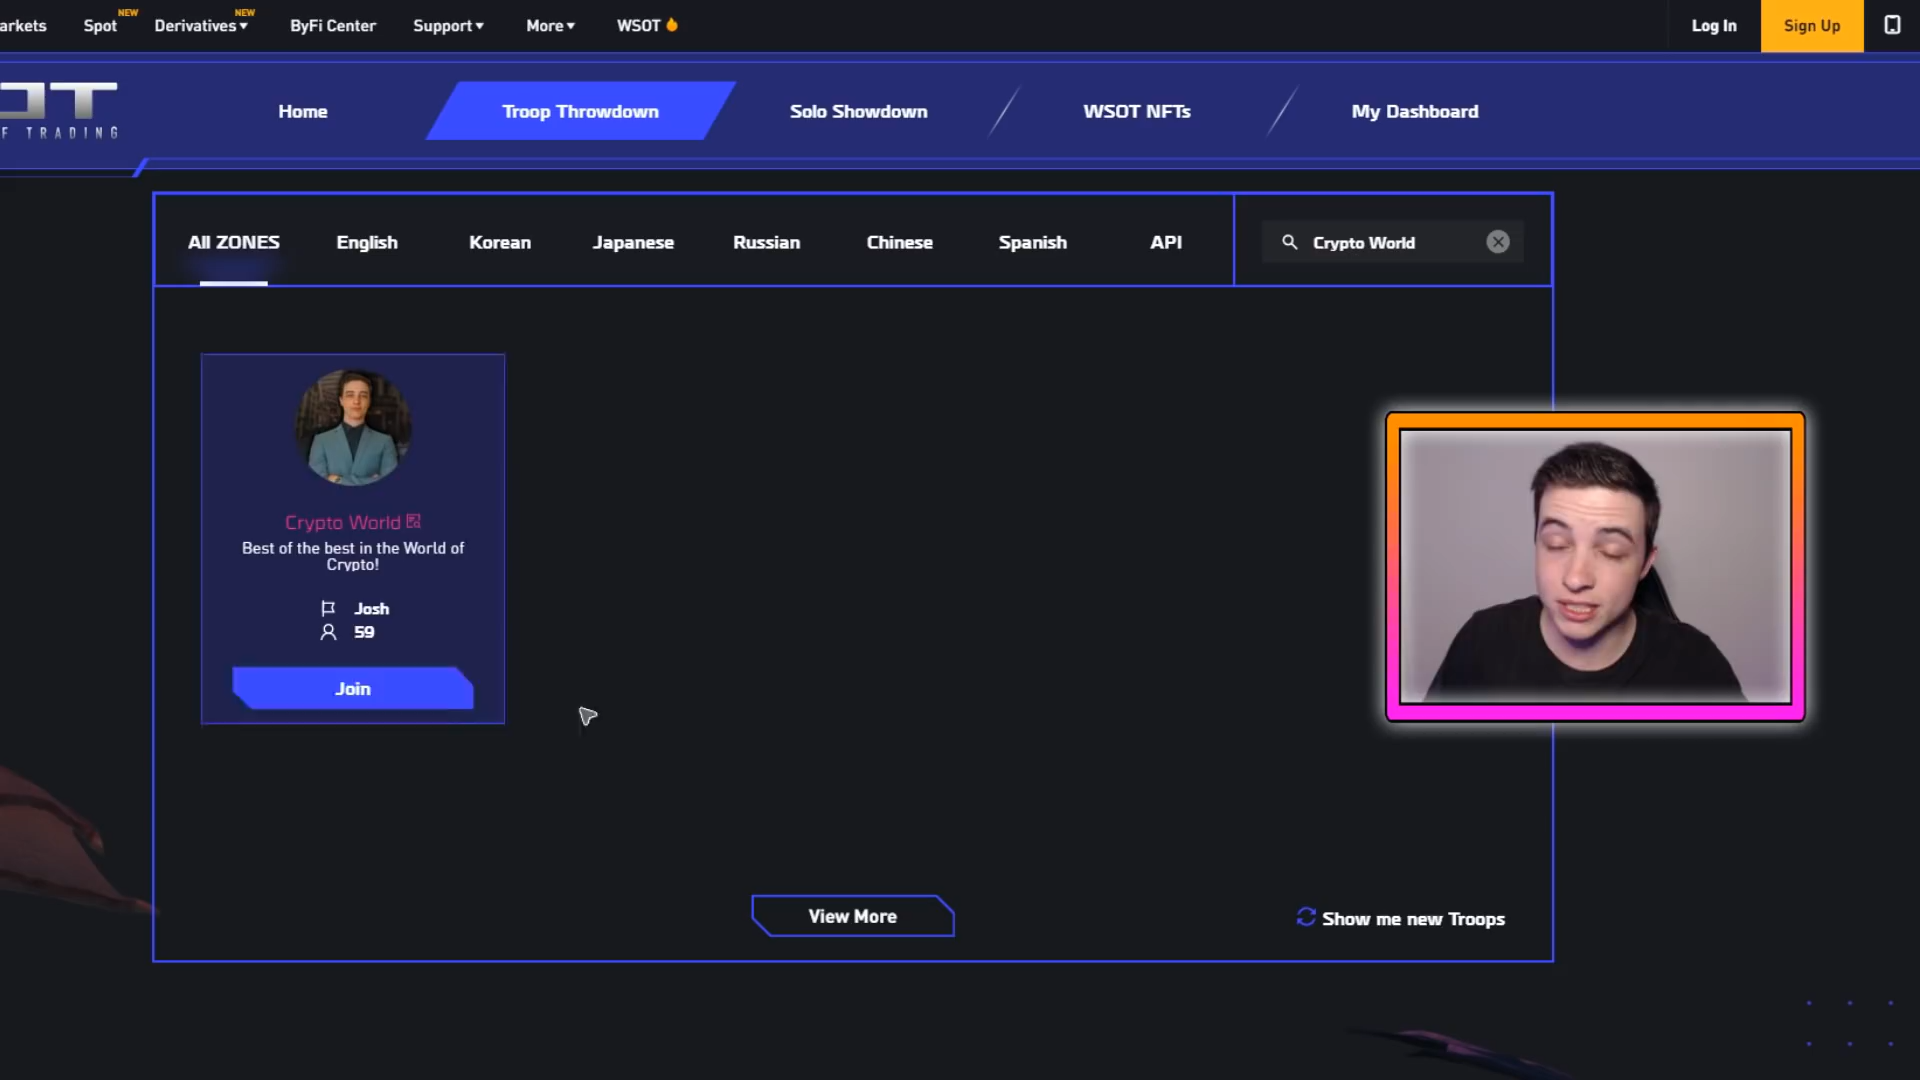 arkets
Spot NEW
Derivatives NEW
ByFi Center
Support
More
WSOT
Log In
Sign Up
OT
F TRADING
Home
Troop Throwdown
Solo Showdown
WSOT NFTs
My Dashboard
All ZONES
English
Korean
Japanese
Russian
Chinese
Spanish
API
Crypto World
Crypto World
Best of the best in the World of
Crypto!
Josh
59
Join
View More
Show me new Troops